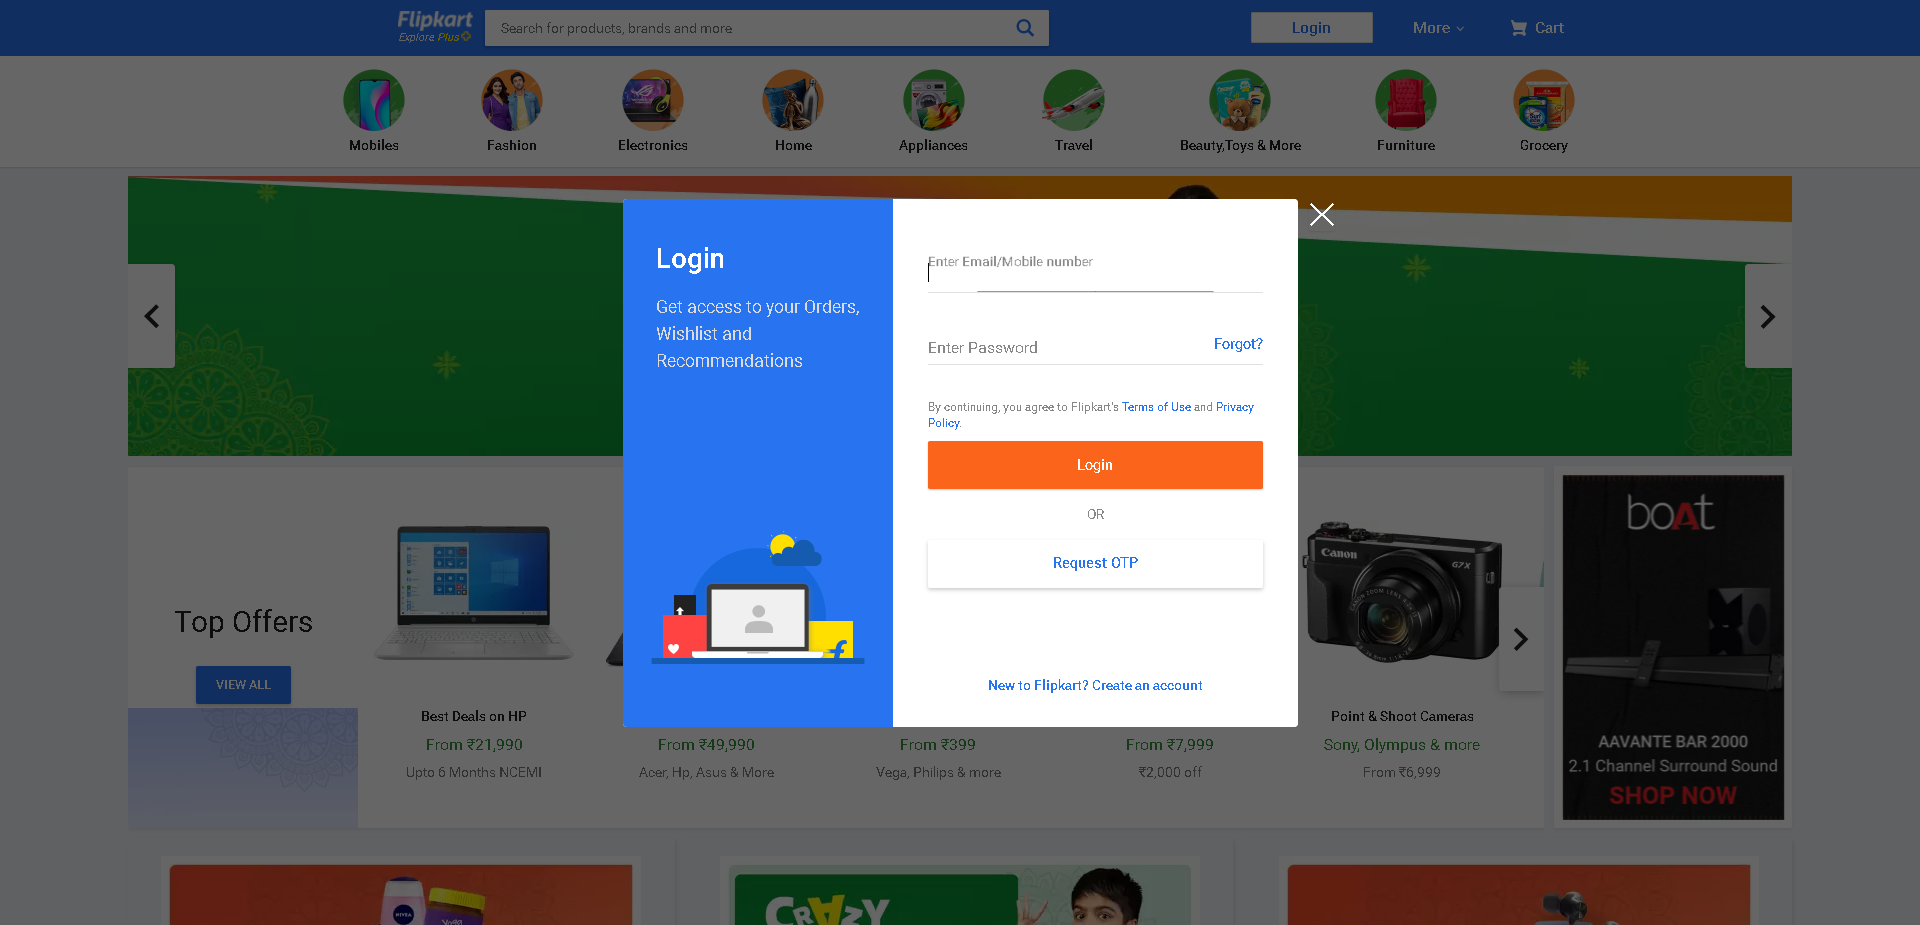 Flipkart
Explore Plus
Search for products, brands and more
Login
More
Cart
Mobiles
Fashion
Electronics
Home
Appliances
Travel
Beauty,Toys & More
Furniture
Grocery
Login
Get access to your Orders,
Wishlist and
Recommendations
Enter Email/Mobile number
Enter Password
Forgot?
By continuing, you agree to Flipkart's Terms of Use and Privacy
Policy.
Login
OR
Request OTP
New to Flipkart? Create an account
Top Offers
VIEW ALL
Best Deals on HP
From ₹21,990
Upto 6 Months NCEMI
From ₹49,990
Acer, Hp, Asus & More
From ₹399
Vega, Philips & more
From ₹7,999
₹2,000 off
Canon
G7X
Point & Shoot Cameras
Sony, Olympus & more
From ₹6,999
boAt
AAVANTE BAR 2000
2.1 Channel Surround Sound
SHOP NOW
NIVEA
CRAZY